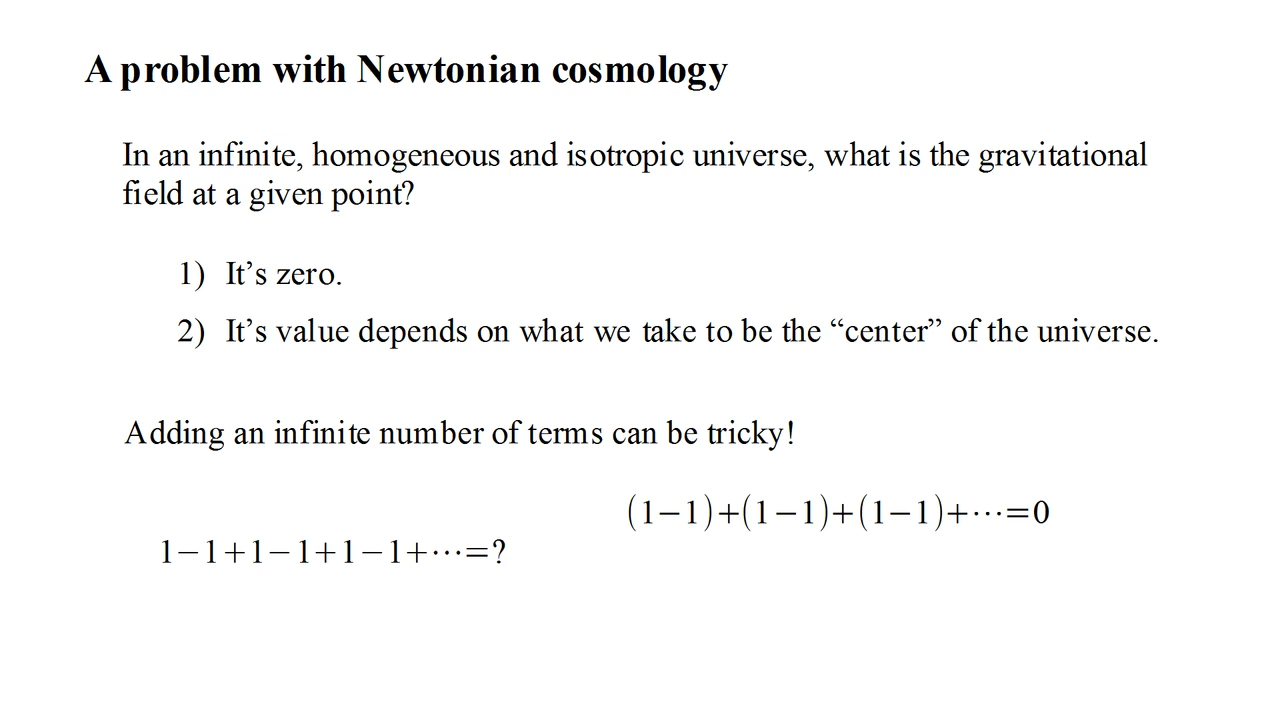 A problem with Newtonian cosmology
In an infinite, homogeneous and isotropic universe, what is the gravitational
field at a given point?
1) It’s zero.
2) It’s value depends on what we take to be the “center” of the universe.
Adding an infinite number of terms can be tricky!
(1−1)+(1−1)+(1−1)+⋯=0
1−1+1−1+1−1+⋯=?